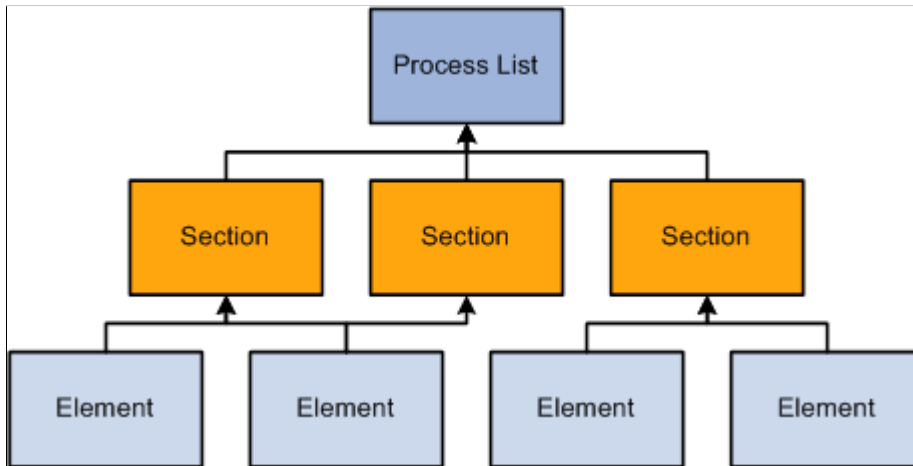 Process List
Section
Section
Section
Element
Element
Element
Element